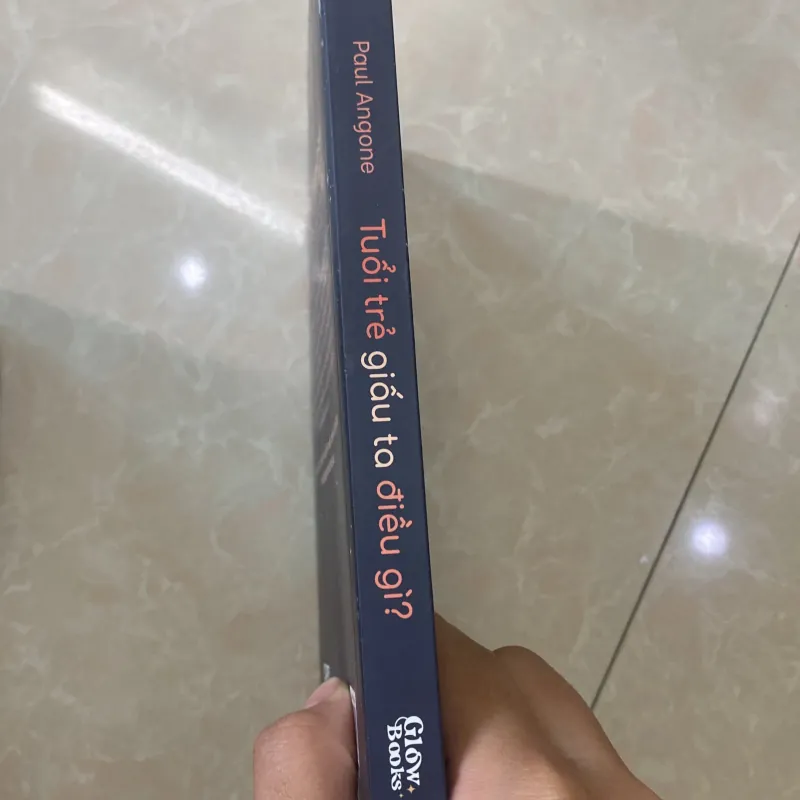 Paul Angone
Tuổi trẻ giấu ta điều gì?
Glow
Books